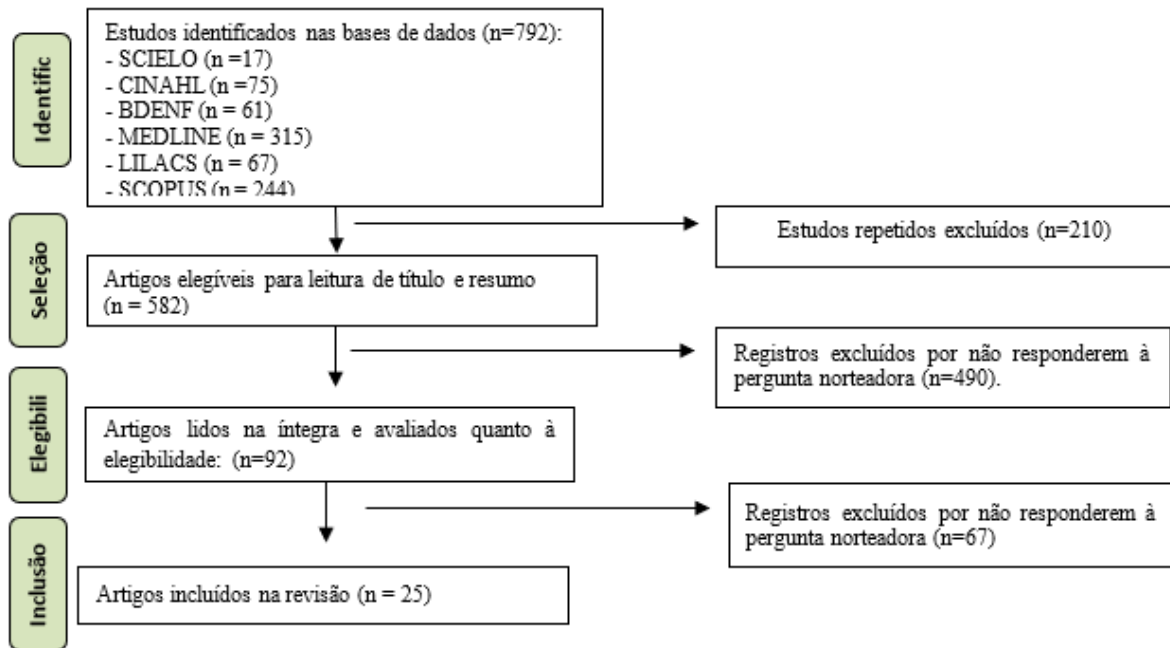 Identific
Estudos identificados nas bases de dados (n=792):
- SCIELO (n =17)
- CINAHL (n =75)
- BDENF (n = 61)
- MEDLINE (n = 315)
- LILACS (n = 67)
- SCOPUS (n = 244)
Estudos repetidos excluídos (n=210)
Seleção
Artigos elegíveis para leitura de título e resumo
(n = 582)
Registros excluídos por não responderem à
pergunta norteadora (n=490).
Elegibili
Artigos lidos na íntegra e avaliados quanto à
elegibilidade: (n=92)
Registros excluídos por não responderem à
pergunta norteadora (n=67)
Inclusão
Artigos incluídos na revisão (n = 25)